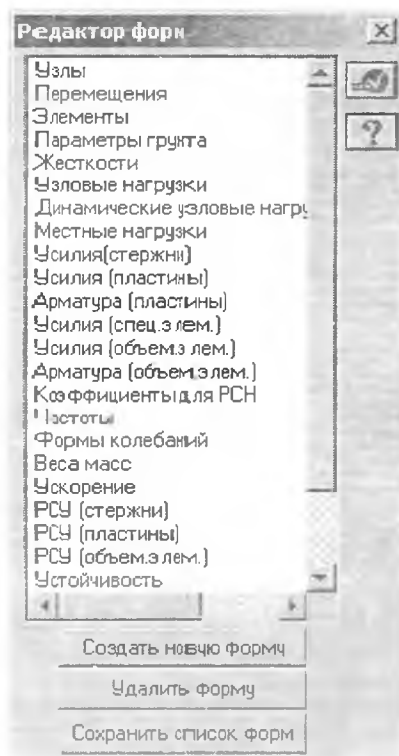 Редактор форм
Узлы
Перемещения
Элементы
Параметры грунта
Жесткости
Узловые нагрузки
Динамические узловые нагру
Местные нагрузки
Усилия(стержни)
Усилия (пластины)
Арматура (пластины)
Усилия (спец.элем.)
Усилия (объем.элем.)
Арматура (объем.элем.)
Коэффициенты для РСН
Частоты
Формы колебаний
Веса масс
Ускорение
РСУ (стержни)
РСУ (пластины)
РСУ (объем.элем.)
Устойчивость
Создать новую форму
Удалить форму
Сохранить список форм